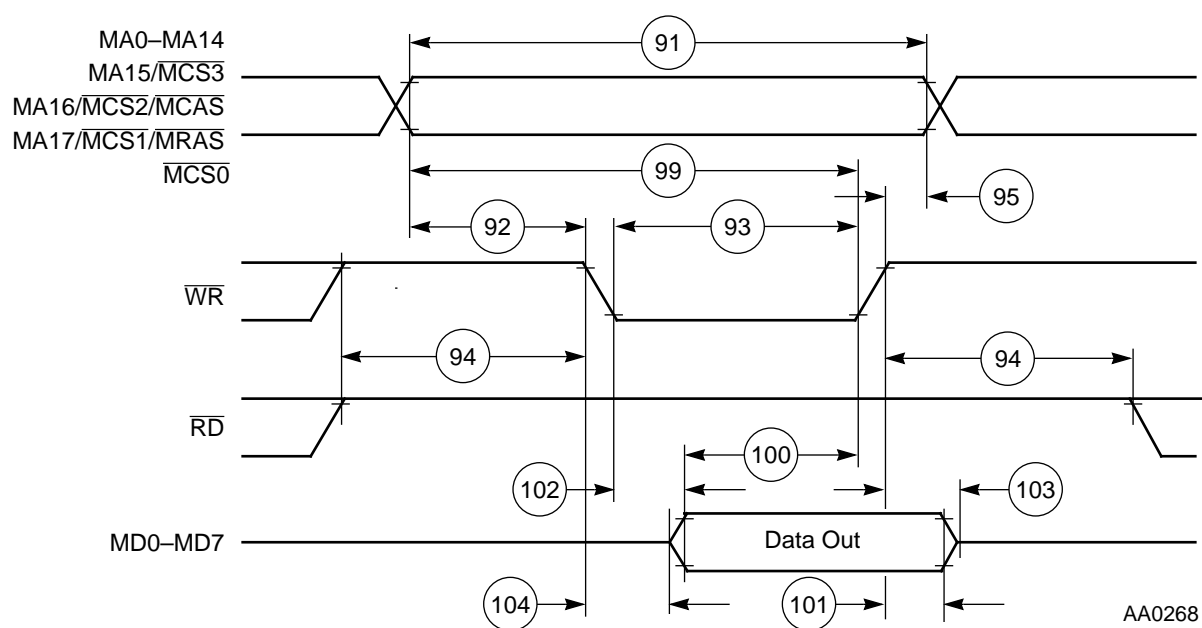 MA0–MA14
MA15/MCS3
MA16/MCS2/MCAS
MA17/MCS1/MRAS
MCS0
91
99
95
92
93
WR
94
94
RD
100
102
103
MD0–MD7
Data Out
104
101
AA0268